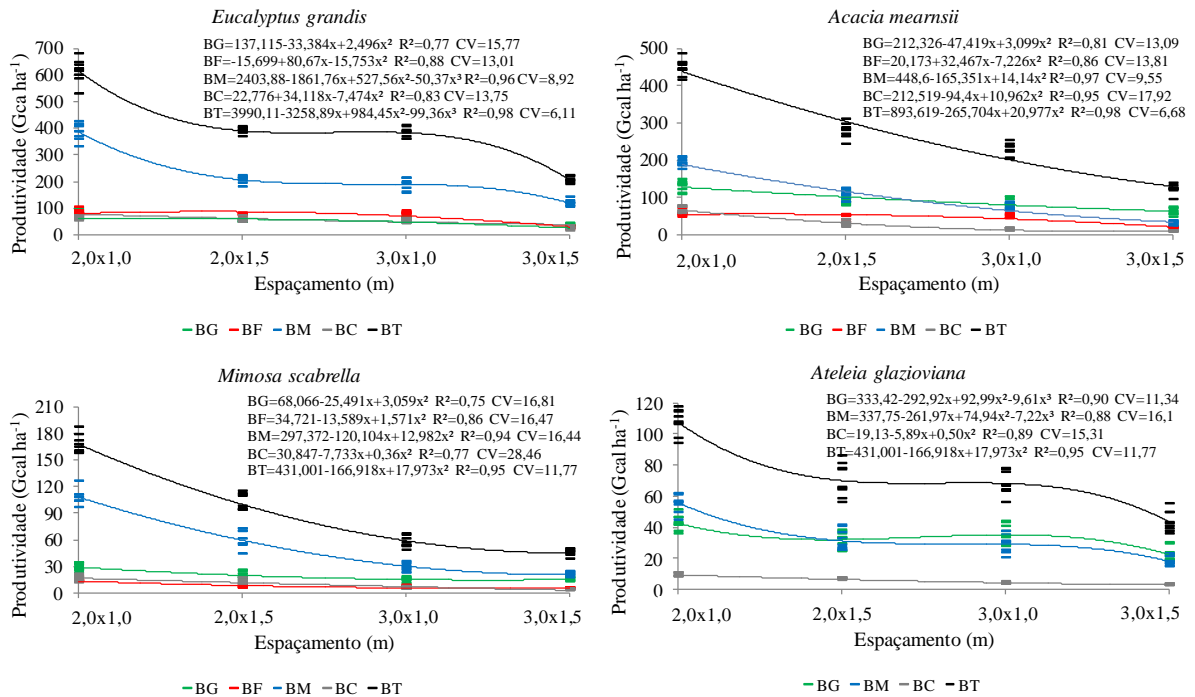 Eucalyptus grandis
Produtividade (Gcal ha⁻¹)
700
600
500
400
300
200
100
0
BG=137,115-33,384x+2,496x² R²=0,77 CV=15,77
BF=-15,699+80,67x-15,753x² R²=0,88 CV=13,01
BM=2403,88-1861,76x+527,56x²-50,37x³ R²=0,96 CV=8,92
BC=22,776+34,118x-7,474x² R²=0,83 CV=13,75
BT=3990,11-3258,89x+984,45x²-99,36x³ R²=0,98 CV=6,11
2,0x1,0 2,0x1,5 3,0x1,0 3,0x1,5
Espaçamento (m)
BG BF BM BC BT
Acacia mearnsii
Produtividade (Gcal ha⁻¹)
500
400
300
200
100
0
BG=212,326-47,419x+3,099x² R²=0,81 CV=13,09
BF=20,173+32,467x-7,226x² R²=0,86 CV=13,81
BM=448,6-165,351x+14,14x² R²=0,97 CV=9,55
BC=212,519-94,4x+10,962x² R²=0,95 CV=17,92
BT=893,619-265,704x+20,977x² R²=0,98 CV=6,68
2,0x1,0 2,0x1,5 3,0x1,0 3,0x1,5
Espaçamento (m)
BG BF BM BC BT
Mimosa scabrella
Produtividade (Gcal ha⁻¹)
210
180
150
120
90
60
30
0
BG=68,066-25,491x+3,059x² R²=0,75 CV=16,81
BF=34,721-13,589x+1,571x² R²=0,86 CV=16,47
BM=297,372-120,104x+12,982x² R²=0,94 CV=16,44
BC=30,847-7,733x+0,36x² R²=0,77 CV=28,46
BT=431,001-166,918x+17,973x² R²=0,95 CV=11,77
2,0x1,0 2,0x1,5 3,0x1,0 3,0x1,5
Espaçamento (m)
BG BF BM BC BT
Ateleia glazioviana
Produtividade (Gcal ha⁻¹)
120
100
80
60
40
20
0
BG=333,42-292,92x+92,99x²-9,61x³ R²=0,90 CV=11,34
BM=337,75-261,97x+74,94x²-7,22x³ R²=0,88 CV=16,1
BC=19,13-5,89x+0,50x² R²=0,89 CV=15,31
BT=431,001-166,918x+17,973x² R²=0,95 CV=11,77
2,0x1,0 2,0x1,5 3,0x1,0 3,0x1,5
Espaçamento (m)
BG BM BC BT